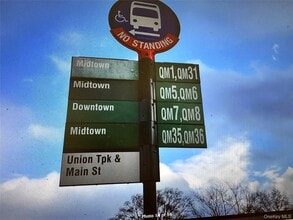 NO STANDING
Midtown QM1,QM31
Midtown QM5,QM6
Downtown QM7,QM8
Midtown QM35,QM36
Union Tpk &
Main St